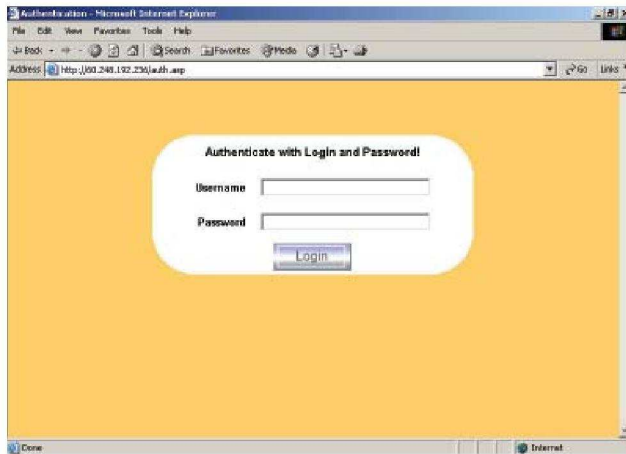 Authentication - Microsoft Internet Explorer
File Edit View Favorites Tools Help
Back Search Favorites Media
Address http://60.248.192.236/auth.asp Go Links
Authenticate with Login and Password!
Username
Password
Login
Done Internet